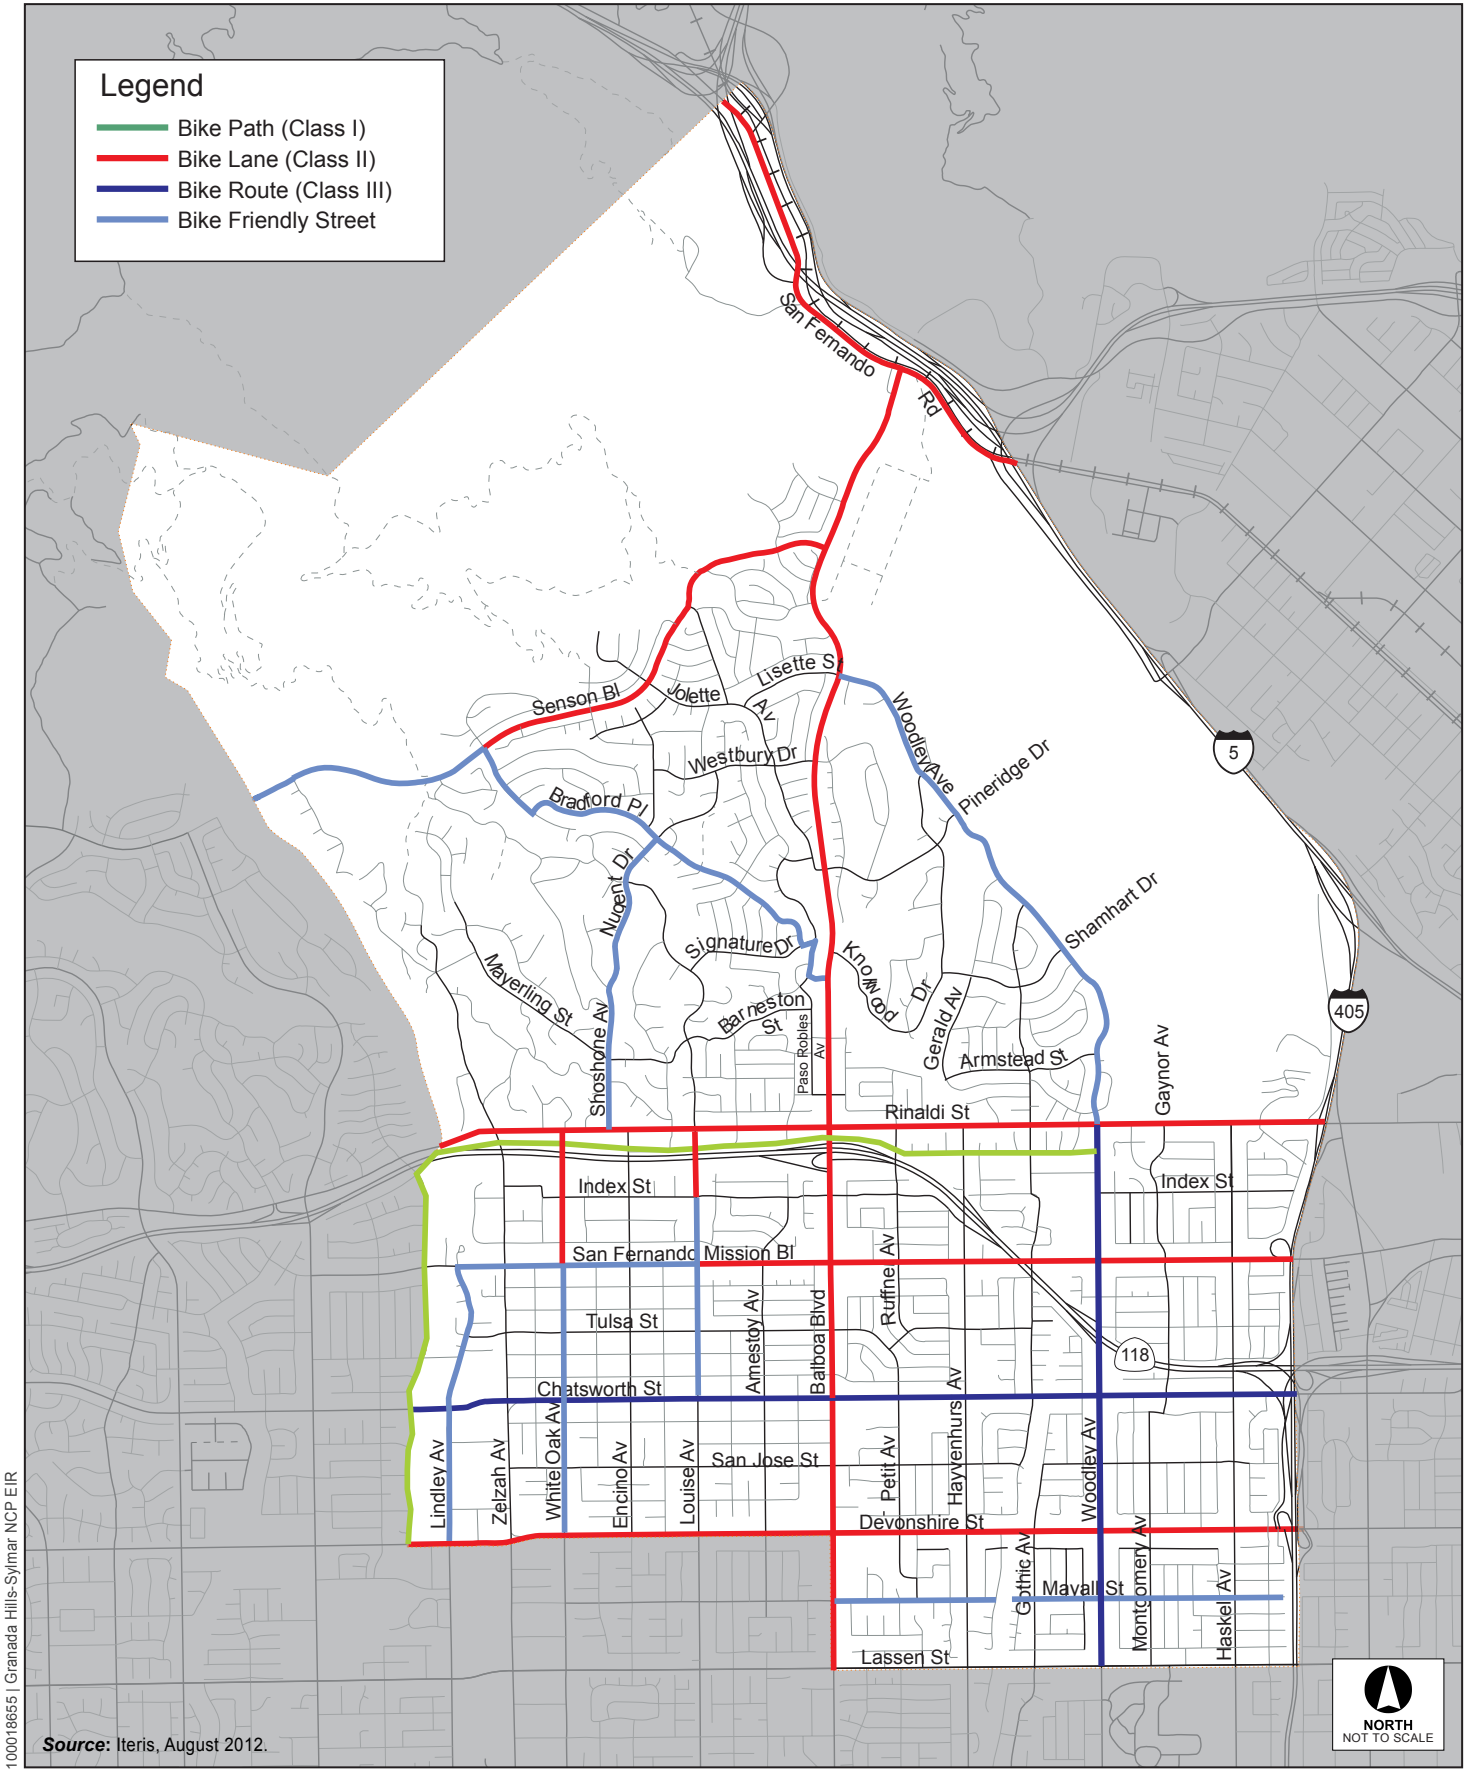 Legend
Bike Path (Class I)
Bike Lane (Class II)
Bike Route (Class III)
Bike Friendly Street
San Fernando
Rd
Lisette St
Jolette
Av
Senson Bl
Woodley Ave
Westbury Dr
Pineridge Dr
5
Bradford Pl
Nugent Dr
Shamhart Dr
Signature Dr
Knollwood
Dr
Mayerling St
Barneston
St
Gerald Av
405
Shoshone Av
Paso Robles
Av
Armstead St
Gaynor Av
Rinaldi St
Index St
Index St
San Fernando Mission Bl
Ruffner Av
Tulsa St
Amestoy Av
Balboa Blvd
118
Chatsworth St
Hayvenhurst Av
White Oak Av
Lindley Av
Zelzah Av
Encino Av
Louise Av
San Jose St
Petit Av
Woodley Av
Devonshire St
Gothic Av
Montgomery Av
Mayall St
Haskell Av
Lassen St
NORTH
NOT TO SCALE
Source: Iteris, August 2012.
100018655 | Granada Hills-Sylmar NCP EIR